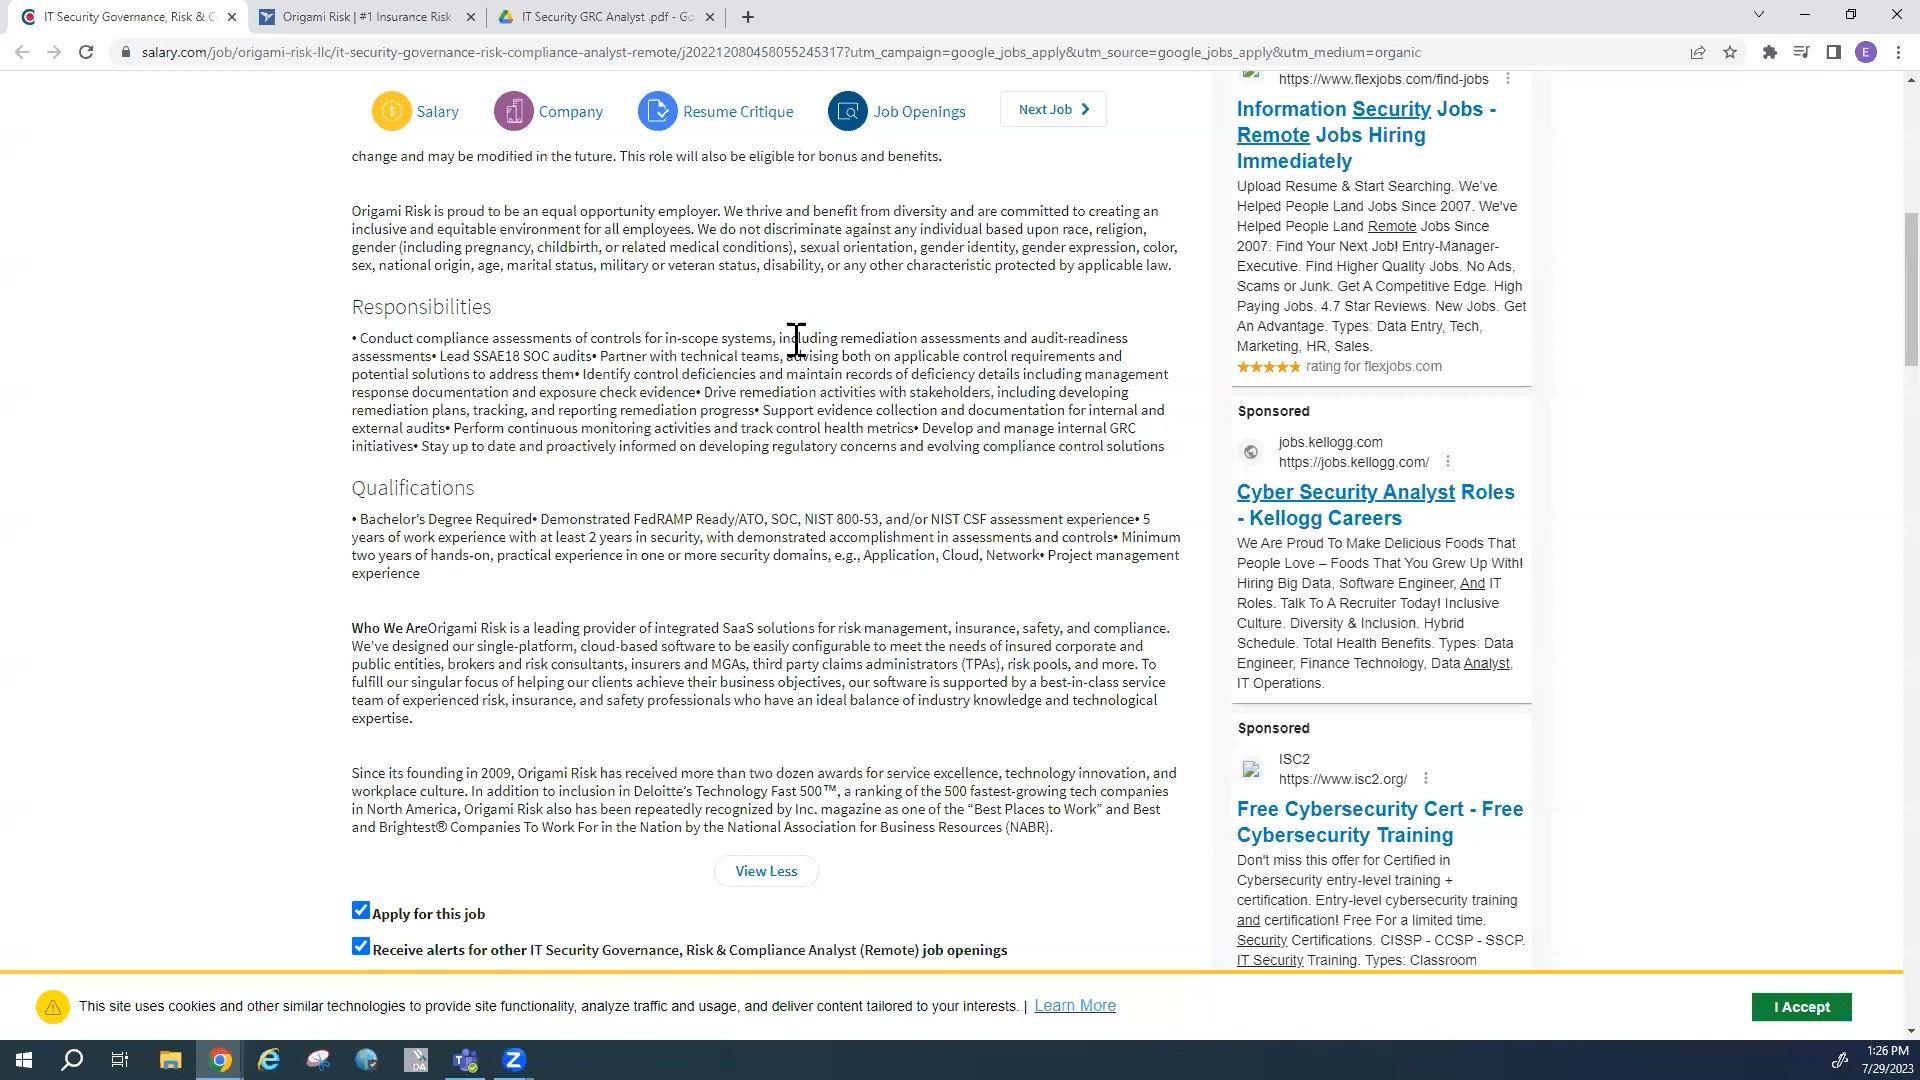 IT Security Governance, Risk & C
Origami Risk | #1 Insurance Risk
IT Security GRC Analyst .pdf - Go
salary.com/job/origami-risk-llc/it-security-governance-risk-compliance-analyst-remote/j202212080458055245317?utm_campaign=google_jobs_apply&utm_source=google_jobs_apply&utm_medium=organic
E
Salary
Company
Resume Critique
Job Openings
Next Job
change and may be modified in the future. This role will also be eligible for bonus and benefits.
Origami Risk is proud to be an equal opportunity employer. We thrive and benefit from diversity and are committed to creating an
inclusive and equitable environment for all employees. We do not discriminate against any individual based upon race, religion,
gender (including pregnancy, childbirth, or related medical conditions), sexual orientation, gender identity, gender expression, color,
sex, national origin, age, marital status, military or veteran status, disability, or any other characteristic protected by applicable law.
Responsibilities
• Conduct compliance assessments of controls for in-scope systems, including remediation assessments and audit-readiness
assessments• Lead SSAE18 SOC audits• Partner with technical teams, advising both on applicable control requirements and
potential solutions to address them• Identify control deficiencies and maintain records of deficiency details including management
response documentation and exposure check evidence• Drive remediation activities with stakeholders, including developing
remediation plans, tracking, and reporting remediation progress• Support evidence collection and documentation for internal and
external audits• Perform continuous monitoring activities and track control health metrics• Develop and manage internal GRC
initiatives• Stay up to date and proactively informed on developing regulatory concerns and evolving compliance control solutions
Qualifications
• Bachelor’s Degree Required• Demonstrated FedRAMP Ready/ATO, SOC, NIST 800-53, and/or NIST CSF assessment experience• 5
years of work experience with at least 2 years in security, with demonstrated accomplishment in assessments and controls• Minimum
two years of hands-on, practical experience in one or more security domains, e.g., Application, Cloud, Network• Project management
experience
Who We AreOrigami Risk is a leading provider of integrated SaaS solutions for risk management, insurance, safety, and compliance.
We've designed our single-platform, cloud-based software to be easily configurable to meet the needs of insured corporate and
public entities, brokers and risk consultants, insurers and MGAs, third party claims administrators (TPAs), risk pools, and more. To
fulfill our singular focus of helping our clients achieve their business objectives, our software is supported by a best-in-class service
team of experienced risk, insurance, and safety professionals who have an ideal balance of industry knowledge and technological
expertise.
Since its founding in 2009, Origami Risk has received more than two dozen awards for service excellence, technology innovation, and
workplace culture. In addition to inclusion in Deloitte’s Technology Fast 500™, a ranking of the 500 fastest-growing tech companies
in North America, Origami Risk also has been repeatedly recognized by Inc. magazine as one of the “Best Places to Work” and Best
and Brightest® Companies To Work For in the Nation by the National Association for Business Resources (NABR).
View Less
Apply for this job
Receive alerts for other IT Security Governance, Risk & Compliance Analyst (Remote) job openings
https://www.flexjobs.com/find-jobs
Information Security Jobs -
Remote Jobs Hiring
Immediately
Upload Resume & Start Searching. We’ve
Helped People Land Jobs Since 2007. We've
Helped People Land Remote Jobs Since
2007. Find Your Next Job! Entry-Manager-
Executive. Find Higher Quality Jobs. No Ads,
Scams or Junk. Get A Competitive Edge. High
Paying Jobs. 4.7 Star Reviews. New Jobs. Get
An Advantage. Types: Data Entry, Tech,
Marketing, HR, Sales.
rating for flexjobs.com
Sponsored
jobs.kellogg.com
https://jobs.kellogg.com/
Cyber Security Analyst Roles
- Kellogg Careers
We Are Proud To Make Delicious Foods That
People Love – Foods That You Grew Up With!
Hiring Big Data, Software Engineer, And IT
Roles. Talk To A Recruiter Today! Inclusive
Culture. Diversity & Inclusion. Hybrid
Schedule. Total Health Benefits. Types: Data
Engineer, Finance Technology, Data Analyst,
IT Operations.
Sponsored
ISC2
https://www.isc2.org/
Free Cybersecurity Cert - Free
Cybersecurity Training
Don't miss this offer for Certified in
Cybersecurity entry-level training +
certification. Entry-level cybersecurity training
and certification! Free For a limited time.
Security Certifications. CISSP - CCSP - SSCP.
IT Security Training. Types: Classroom
This site uses cookies and other similar technologies to provide site functionality, analyze traffic and usage, and deliver content tailored to your interests. | Learn More
I Accept
DA
1:26 PM
7/29/2023